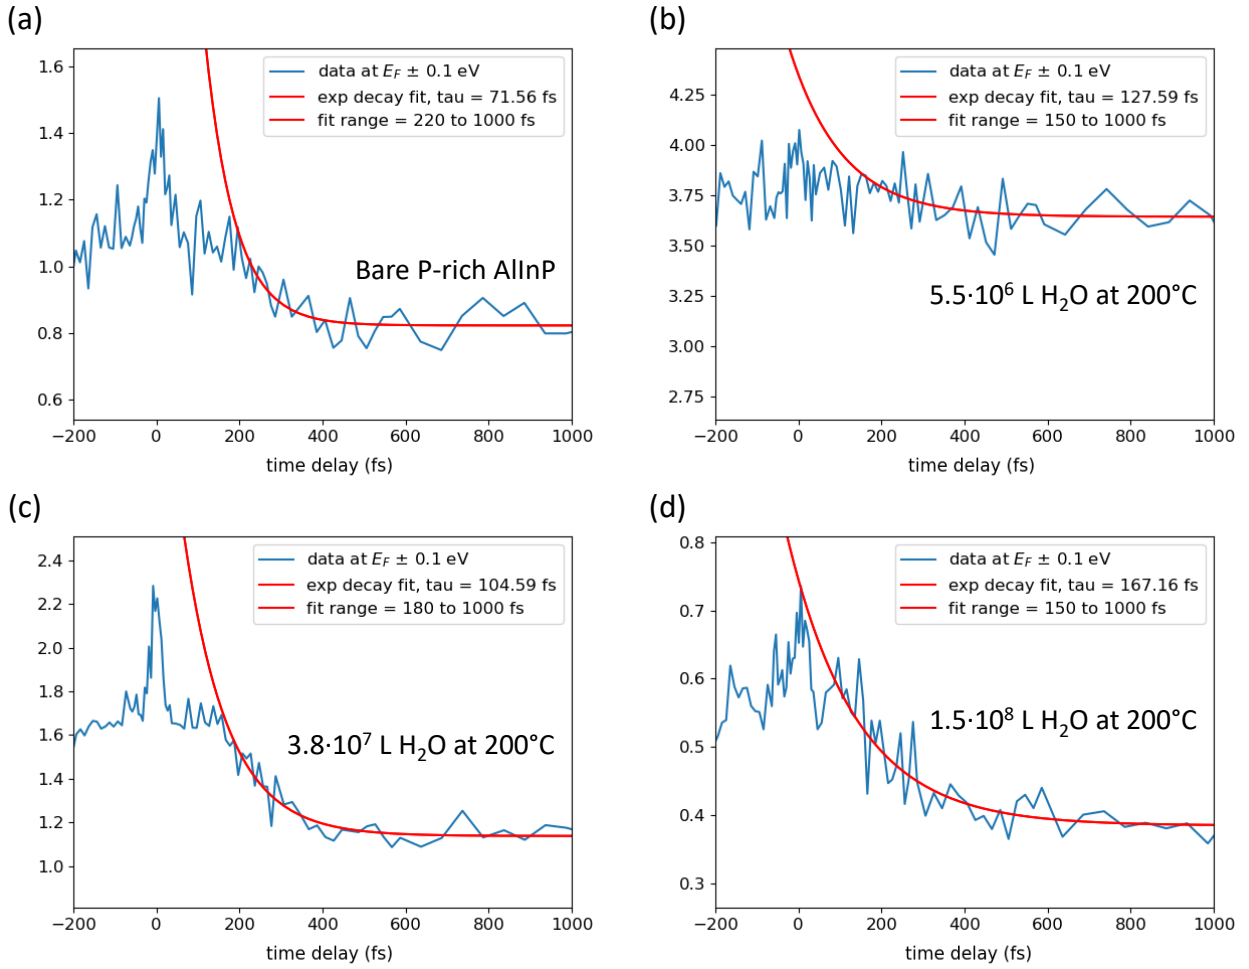 (a)
1.6
1.4
1.2
1.0
0.8
0.6
data at E_F ± 0.1 eV
exp decay fit, tau = 71.56 fs
fit range = 220 to 1000 fs
Bare P-rich AlInP
−200 0 200 400 600 800 1000
time delay (fs)
(b)
4.25
4.00
3.75
3.50
3.25
3.00
2.75
data at E_F ± 0.1 eV
exp decay fit, tau = 127.59 fs
fit range = 150 to 1000 fs
5.5·10⁶ L H₂O at 200°C
−200 0 200 400 600 800 1000
time delay (fs)
(c)
2.4
2.2
2.0
1.8
1.6
1.4
1.2
1.0
data at E_F ± 0.1 eV
exp decay fit, tau = 104.59 fs
fit range = 180 to 1000 fs
3.8·10⁷ L H₂O at 200°C
−200 0 200 400 600 800 1000
time delay (fs)
(d)
0.8
0.7
0.6
0.5
0.4
0.3
data at E_F ± 0.1 eV
exp decay fit, tau = 167.16 fs
fit range = 150 to 1000 fs
1.5·10⁸ L H₂O at 200°C
−200 0 200 400 600 800 1000
time delay (fs)